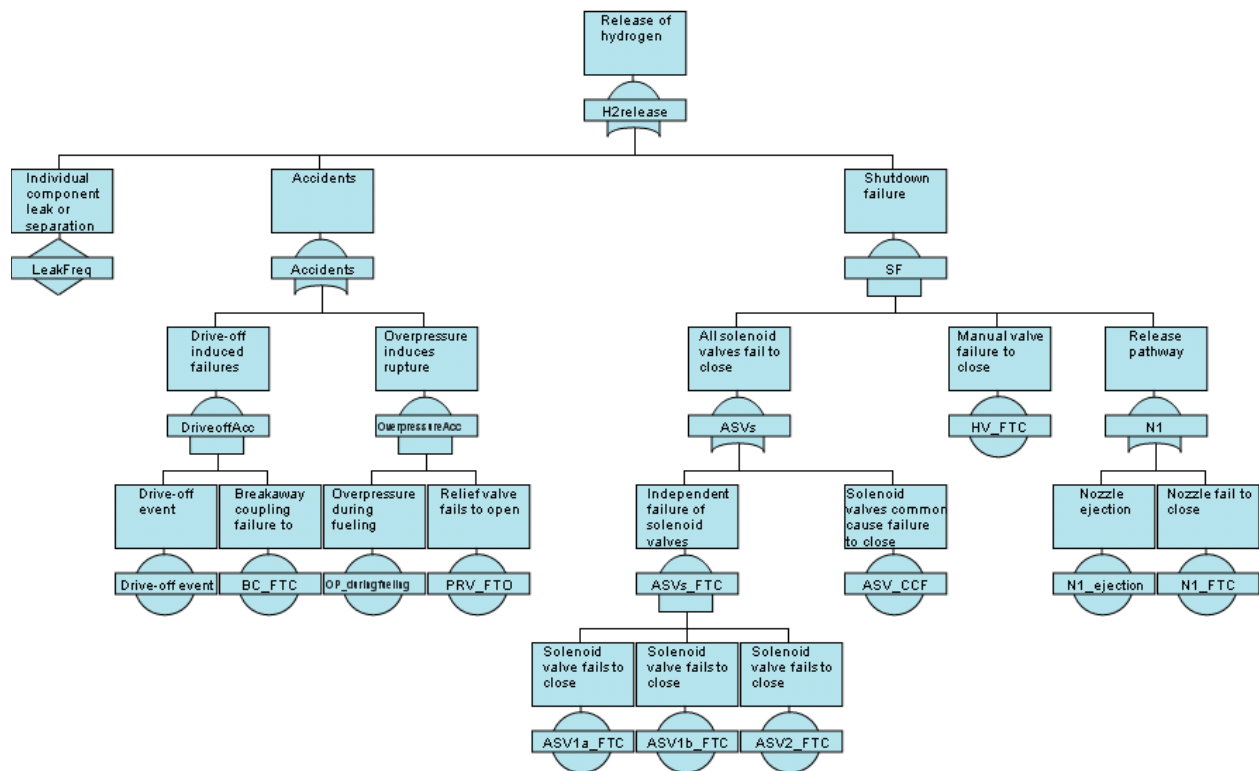 Release of
hydrogen
H2release
Individual
component
leak or
separation
LeakFreq
Accidents
Accidents
Shutdown
failure
SF
Drive-off
induced
failures
DriveoffAcc
Overpressure
induces
rupture
OverpressureAcc
All solenoid
valves fail to
close
ASVs
Manual valve
failure to
close
HV_FTC
Release
pathway
N1
Drive-off
event
Drive-off event
Breakaway
coupling
failure to
BC_FTC
Overpressure
during
fueling
OP_duringfueling
Relief valve
fails to open
PRV_FTO
Independent
failure of
solenoid
valves
ASVs_FTC
Solenoid
valves common
cause failure
to close
ASV_CCF
Nozzle
ejection
N1_ejection
Nozzle fail to
close
N1_FTC
Solenoid
valve fails to
close
ASV1a_FTC
Solenoid
valve fails to
close
ASV1b_FTC
Solenoid
valve fails to
close
ASV2_FTC